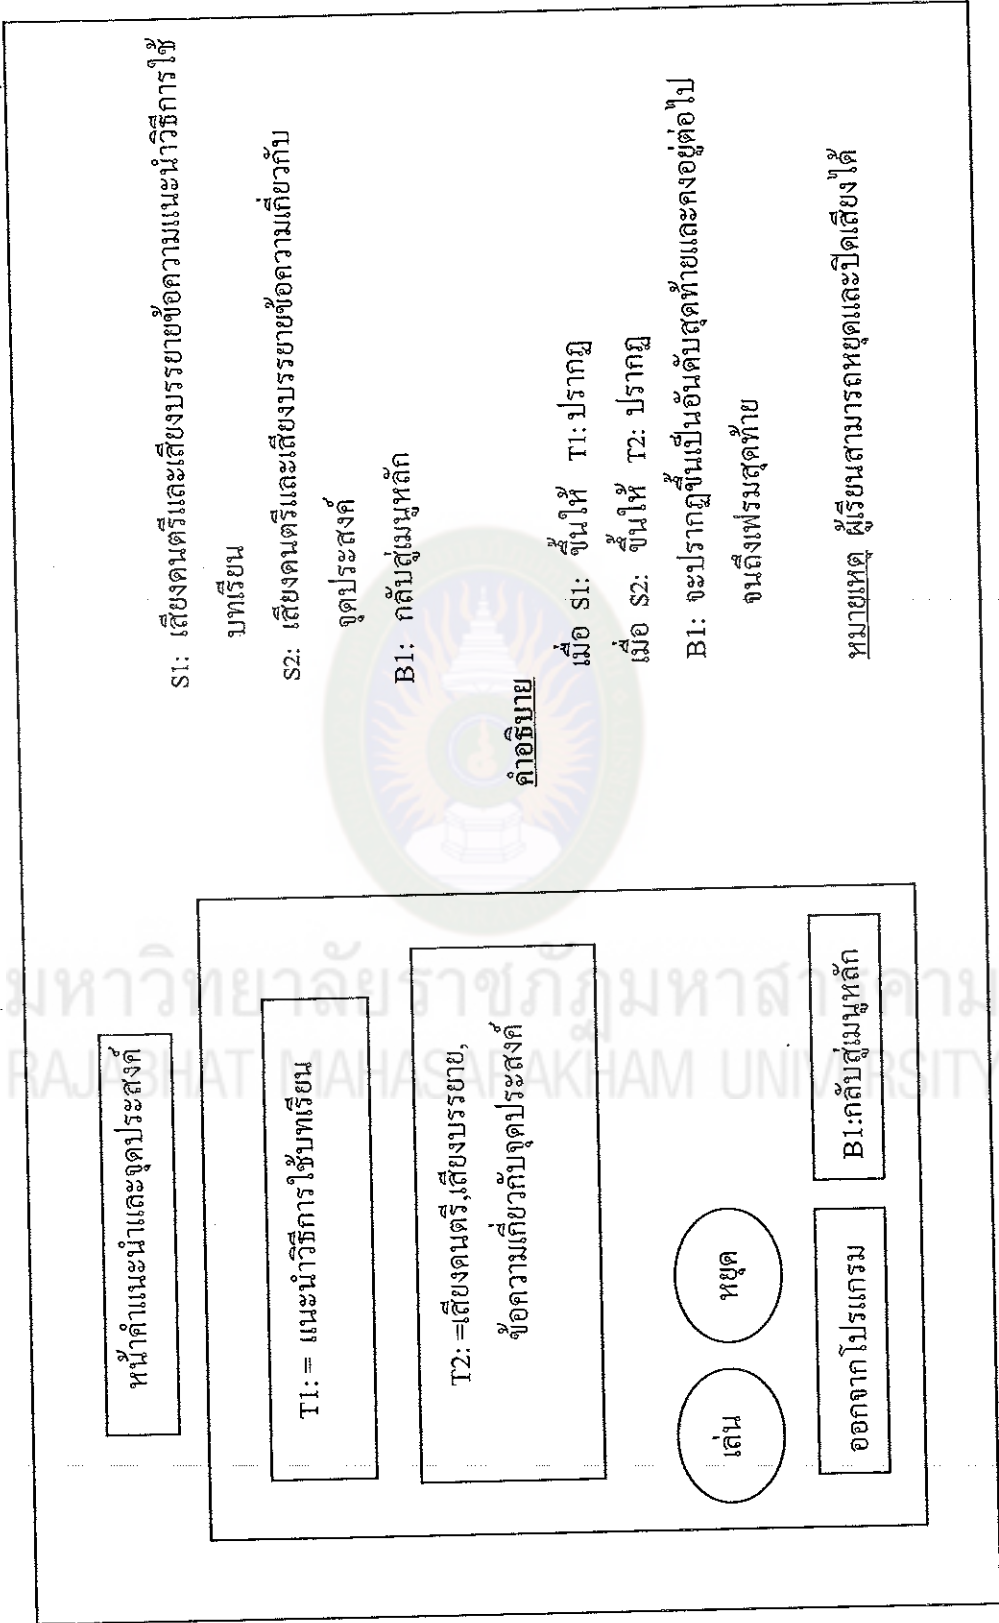 หน้าคำแนะนำและจุดประสงค์
T1: = แนะนำวิธีการใช้บทเรียน
T2: =เสียงดนตรี,เสียงบรรยาย,
ข้อความเกี่ยวกับจุดประสงค์
เล่น
หยุด
ออกจากโปรแกรม
B1:กลับสู่เมนูหลัก
S1: เสียงดนตรีและเสียงบรรยายข้อความแนะนำวิธีการใช้
บทเรียน
S2: เสียงดนตรีและเสียงบรรยายข้อความเกี่ยวกับ
จุดประสงค์
B1: กลับสู่เมนูหลัก
คำอธิบาย
เมื่อ S1: ขึ้นให้ T1: ปรากฏ
เมื่อ S2: ขึ้นให้ T2: ปรากฏ
B1: จะปรากฏขึ้นเป็นอันดับสุดท้ายและคงอยู่ต่อไป
จนถึงเฟรมสุดท้าย
หมายเหตุ ผู้เรียนสามารถหยุดและปิดเสียงได้
มหาวิทยาลัยราชภัฏมหาสารคาม
RAJABHAT MAHASARAKHAM UNIVERSITY